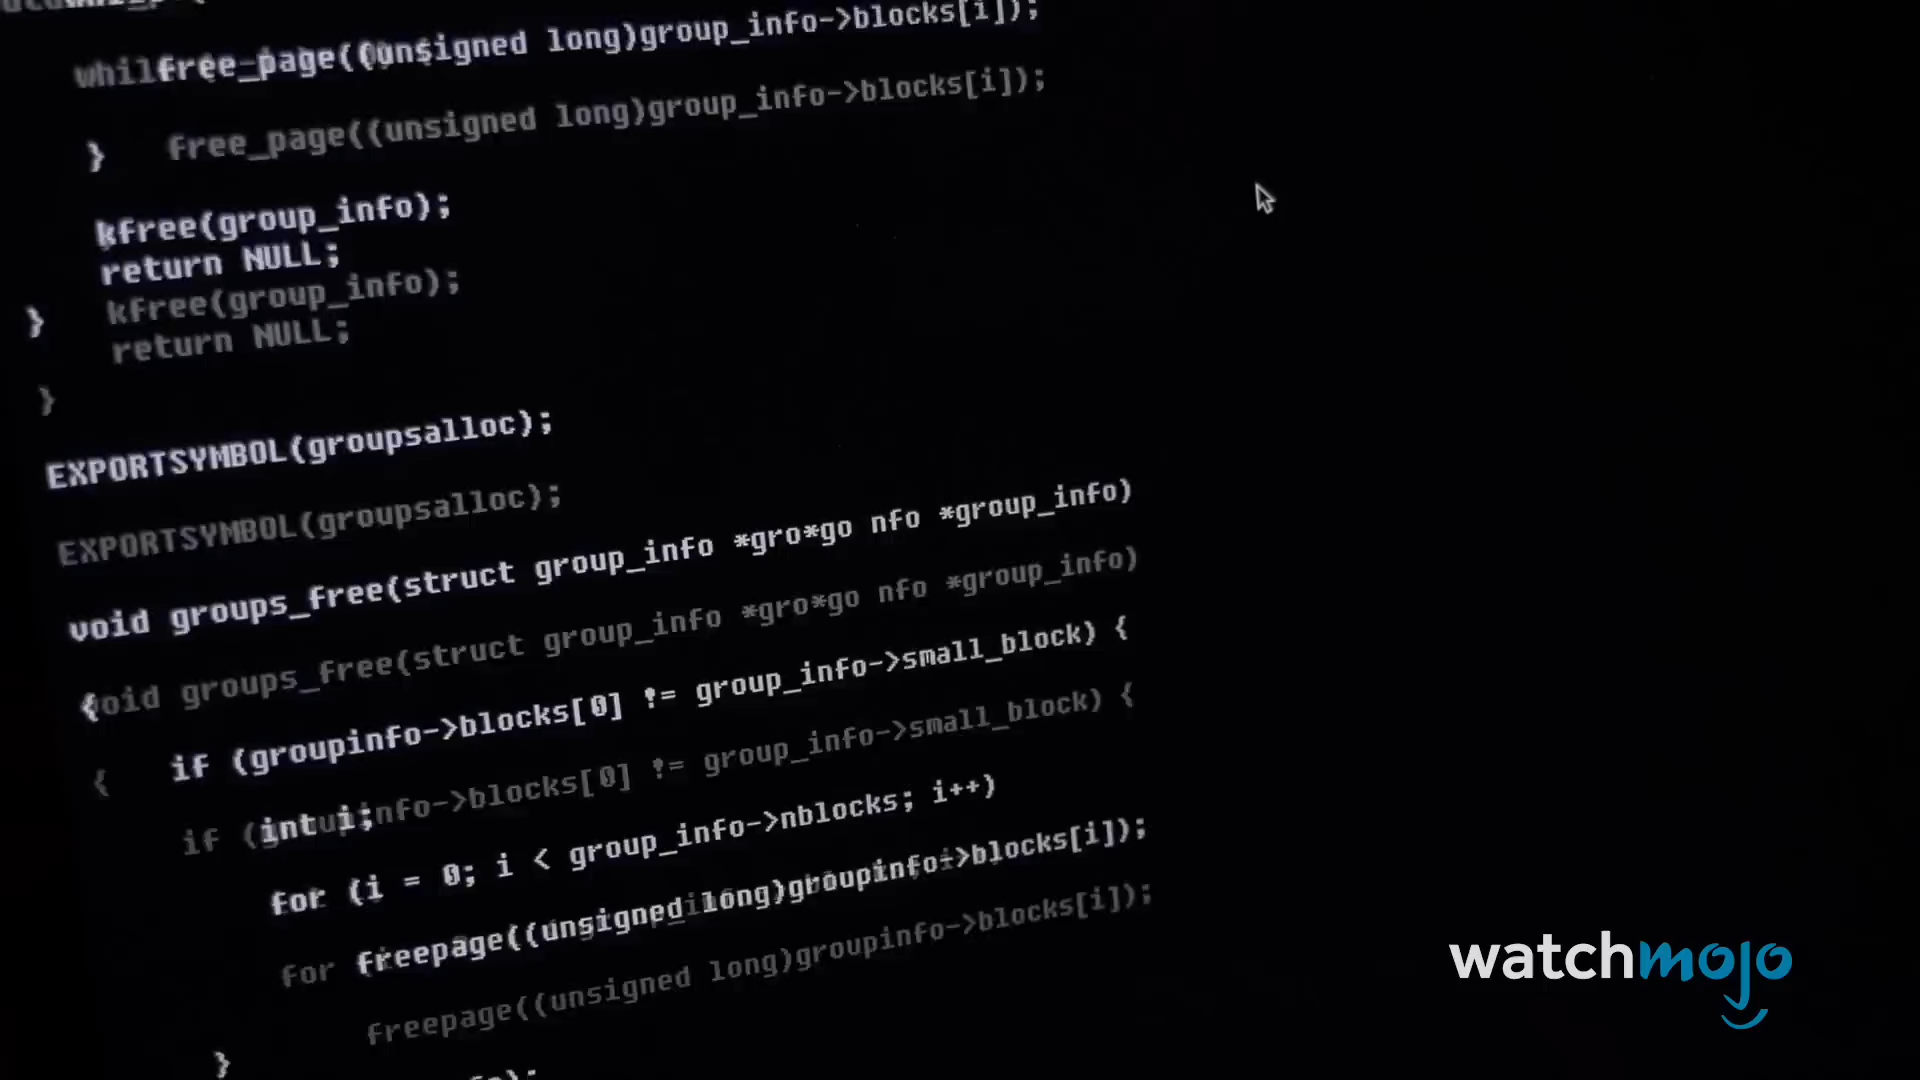 while free_page((unsigned long)group_info->blocks[i]);
free_page((unsigned long)group_info->blocks[i]);
}
kfree(group_info);
return NULL;
kfree(group_info);
return NULL;
}
}
EXPORTSYMBOL(groupsalloc);
EXPORTSYMBOL(groupsalloc);
void groups_free(struct group_info *gro*go nfo *group_info)
void groups_free(struct group_info *gro*go nfo *group_info)
{
if (groupinfo->blocks[0] != group_info->small_block) {
{
if (groupinfo->blocks[0] != group_info->small_block) {
int i;
for (i = 0; i < group_info->nblocks; i++)
for
freepage((unsigned long)groupinfo->blocks[i]);
freepage((unsigned long)groupinfo->blocks[i]);
}
watchmojo